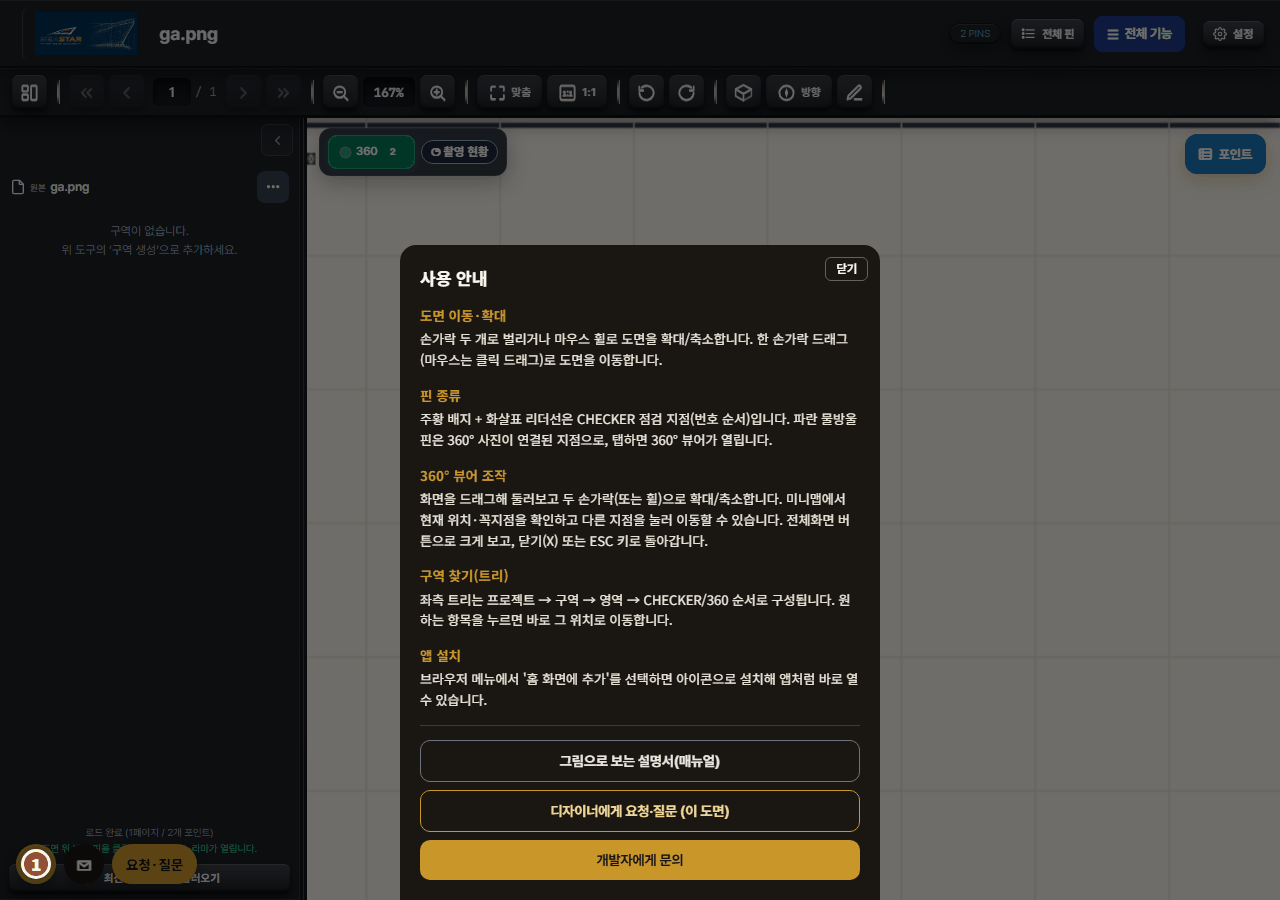 ga.png
2 PINS
전체 핀
전체 기능
설정
1 / 1
167%
맞춤
1:1
방향
360 2
촬영 현황
포인트
원본 ga.png
구역이 없습니다.
위 도구의 '구역 생성'으로 추가하세요.
사용 안내
닫기
도면 이동·확대
손가락 두 개로 벌리거나 마우스 휠로 도면을 확대/축소합니다. 한 손가락 드래그
(마우스는 클릭 드래그)로 도면을 이동합니다.
핀 종류
주황 배지 + 화살표 리더선은 CHECKER 점검 지점(번호 순서)입니다. 파란 물방울
핀은 360° 사진이 연결된 지점으로, 탭하면 360° 뷰어가 열립니다.
360° 뷰어 조작
화면을 드래그해 둘러보고 두 손가락(또는 휠)으로 확대/축소합니다. 미니맵에서
현재 위치·꼭지점을 확인하고 다른 지점을 눌러 이동할 수 있습니다. 전체화면 버
튼으로 크게 보고, 닫기(X) 또는 ESC 키로 돌아갑니다.
구역 찾기(트리)
좌측 트리는 프로젝트 → 구역 → 영역 → CHECKER/360 순서로 구성됩니다. 원
하는 항목을 누르면 바로 그 위치로 이동합니다.
앱 설치
브라우저 메뉴에서 '홈 화면에 추가'를 선택하면 아이콘으로 설치해 앱처럼 바로 열
수 있습니다.
그림으로 보는 설명서(매뉴얼)
디자이너에게 요청·질문 (이 도면)
개발자에게 문의
로드 완료 (1페이지 / 2개 포인트)
열립니다.
1
요청·질문